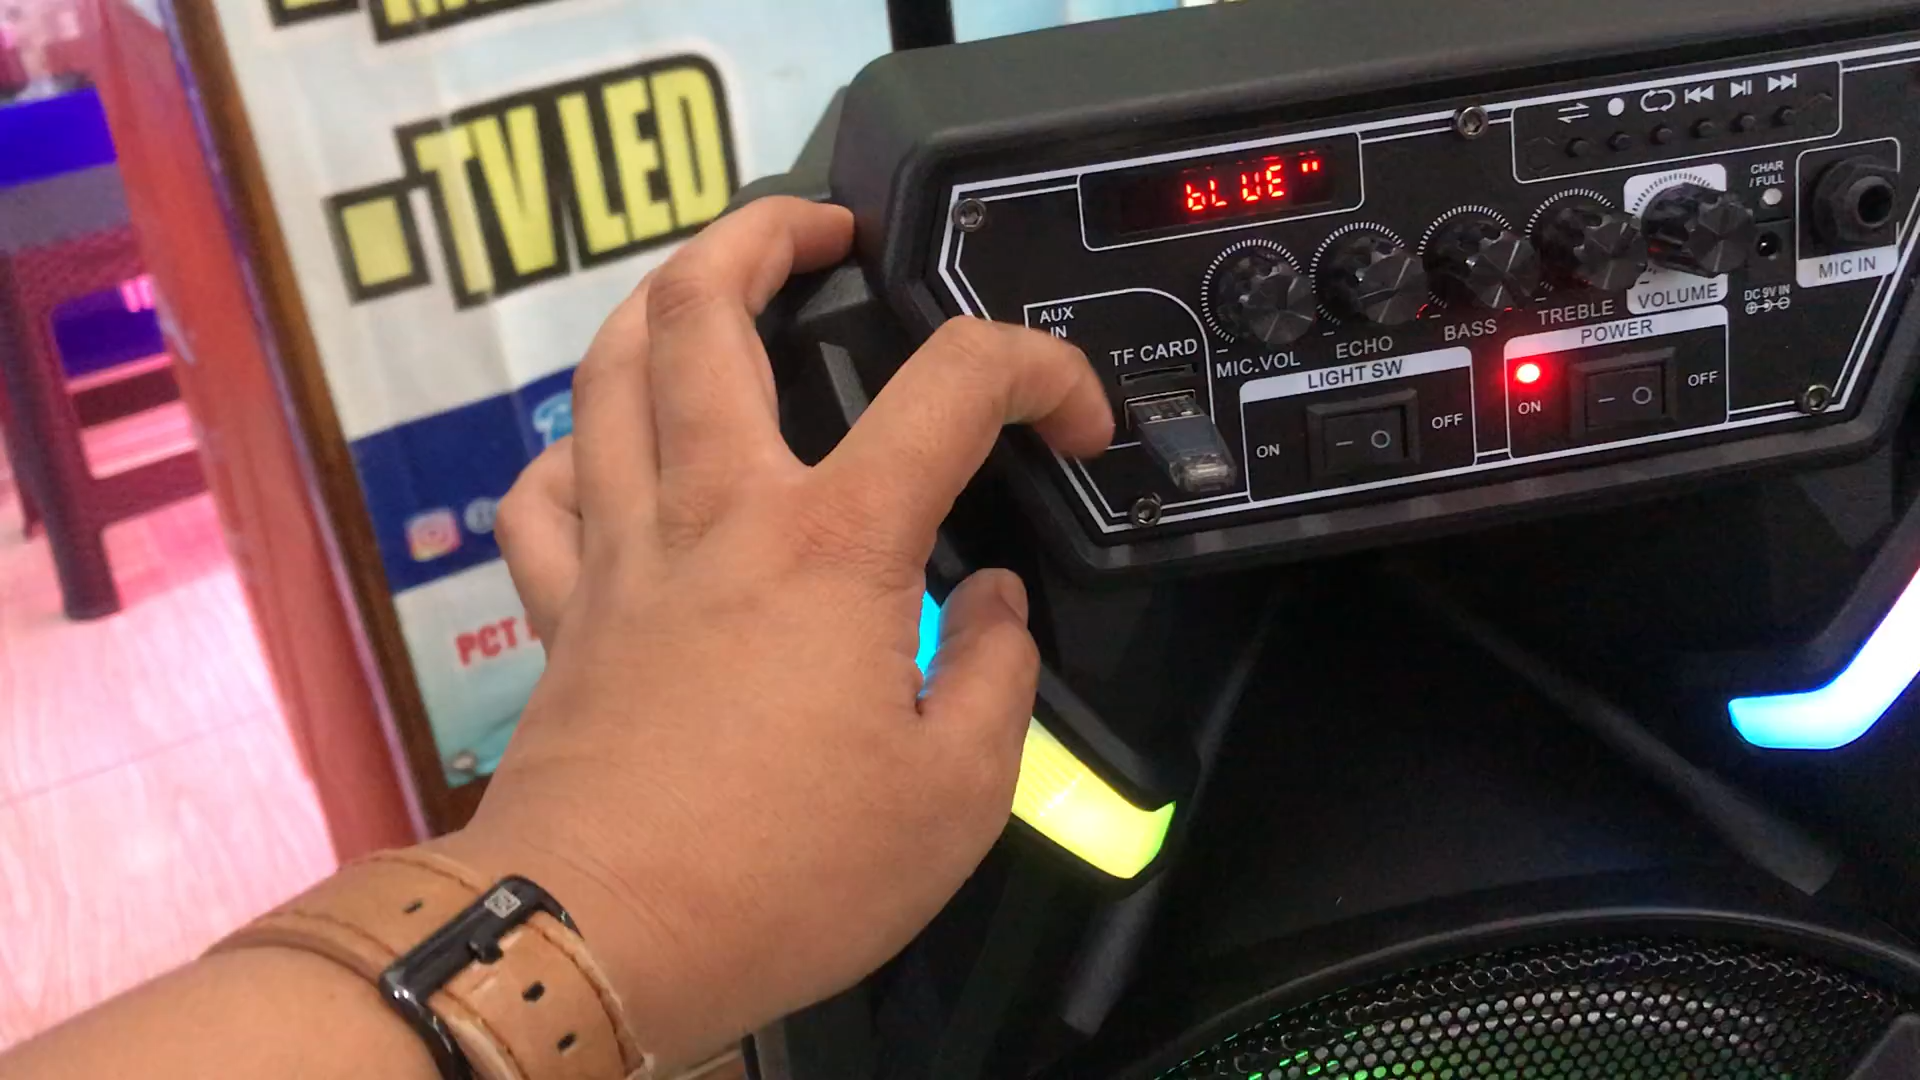 TV LED
PCT
bLUE"
AUX
IN
TF CARD
MIC.VOL
ECHO
BASS
TREBLE
VOLUME
CHAR
/ FULL
DC 9V IN
MIC IN
LIGHT SW
ON
OFF
POWER
ON
OFF